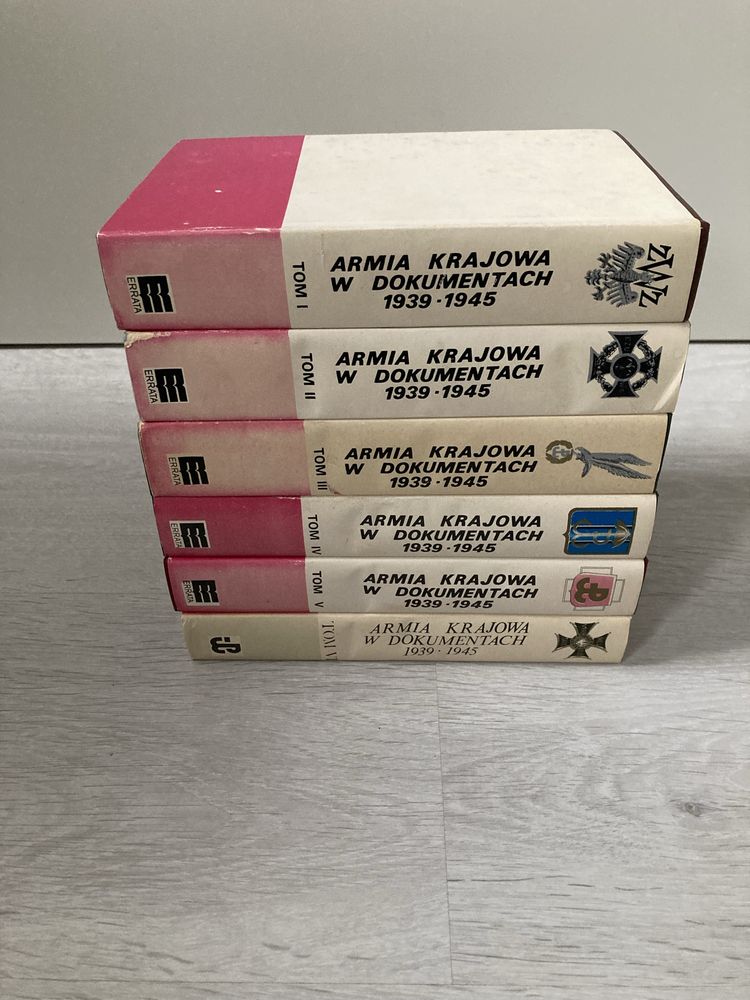 ERRATA
TOM I
ARMIA KRAJOWA
W DOKUMENTACH
1939-1945
ZWZ
ERRATA
TOM II
ARMIA KRAJOWA
W DOKUMENTACH
1939-1945
ERRATA
TOM III
ARMIA KRAJOWA
W DOKUMENTACH
1939-1945
ERRATA
TOM IV
ARMIA KRAJOWA
W DOKUMENTACH
1939-1945
ERRATA
TOM V
ARMIA KRAJOWA
W DOKUMENTACH
1939-1945
TOM VI
ARMIA KRAJOWA
W DOKUMENTACH
1939-1945